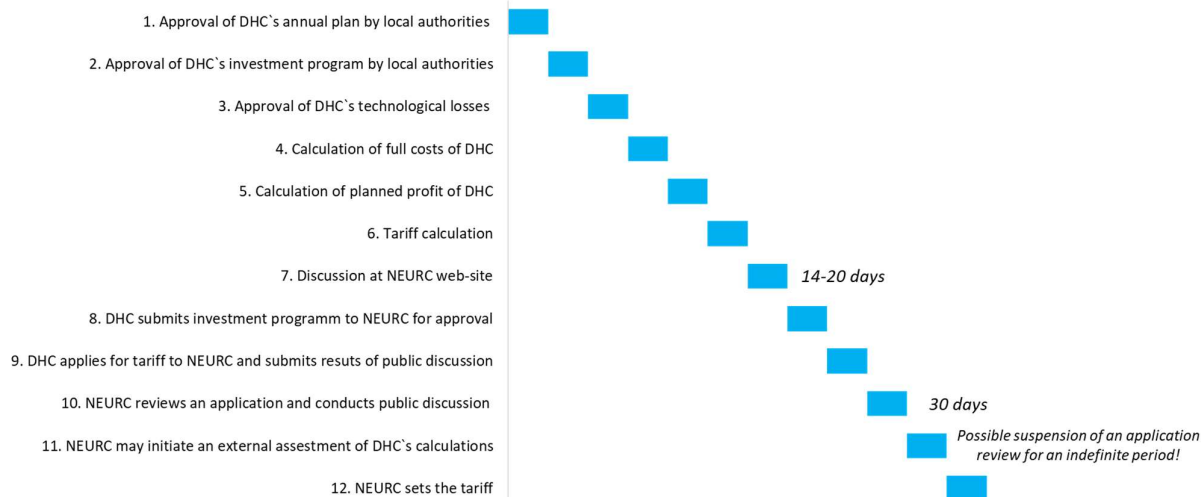 1. Approval of DHC`s annual plan by local authorities
2. Approval of DHC`s investment program by local authorities
3. Approval of DHC`s technological losses
4. Calculation of full costs of DHC
5. Calculation of planned profit of DHC
6. Tariff calculation
7. Discussion at NEURC web-site
14-20 days
8. DHC submits investment programm to NEURC for approval
9. DHC applies for tariff to NEURC and submits resuts of public discussion
10. NEURC reviews an application and conducts public discussion
30 days
11. NEURC may initiate an external assestment of DHC`s calculations
Possible suspension of an application
review for an indefinite period!
12. NEURC sets the tariff